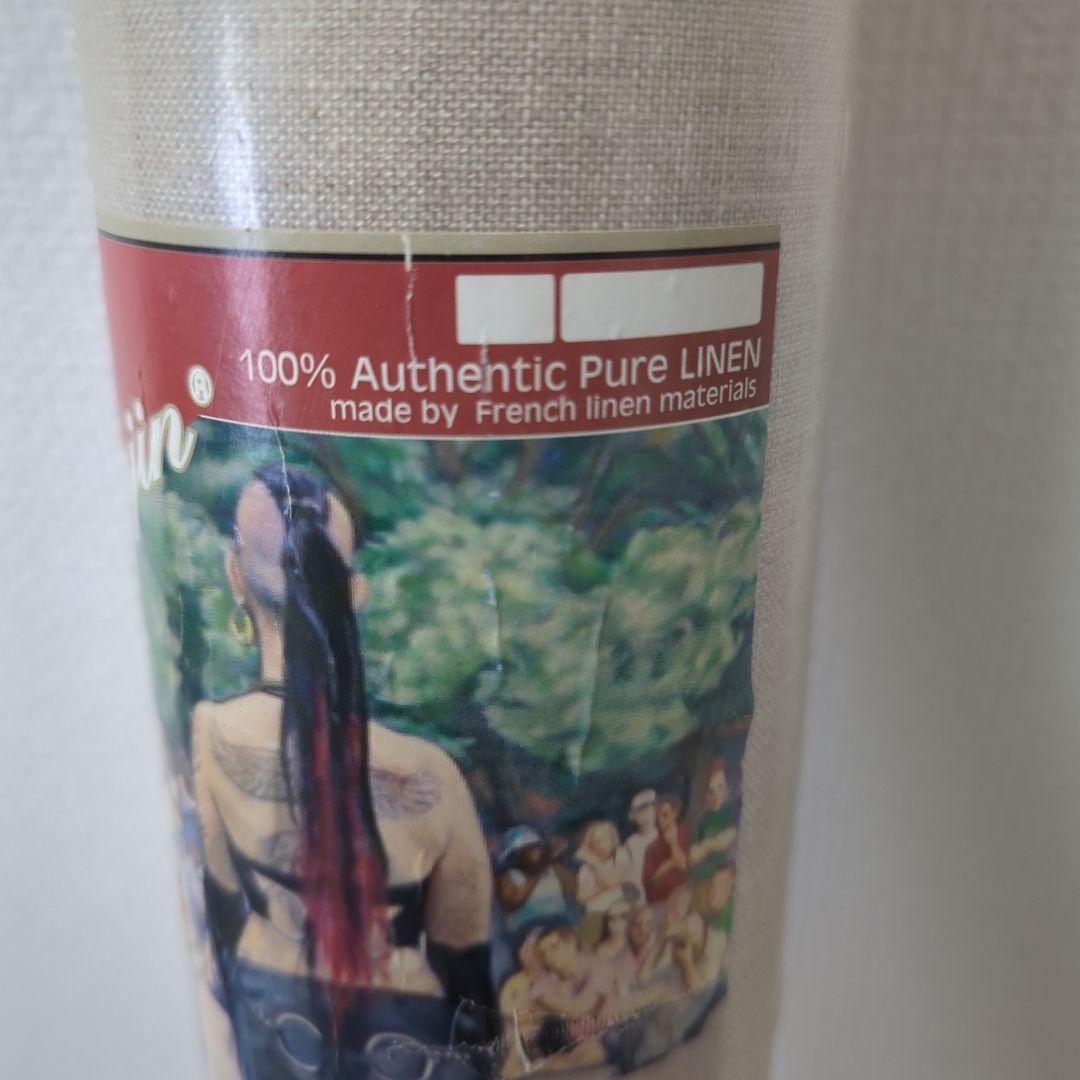 100% Authentic Pure LINEN
made by French linen materials
®